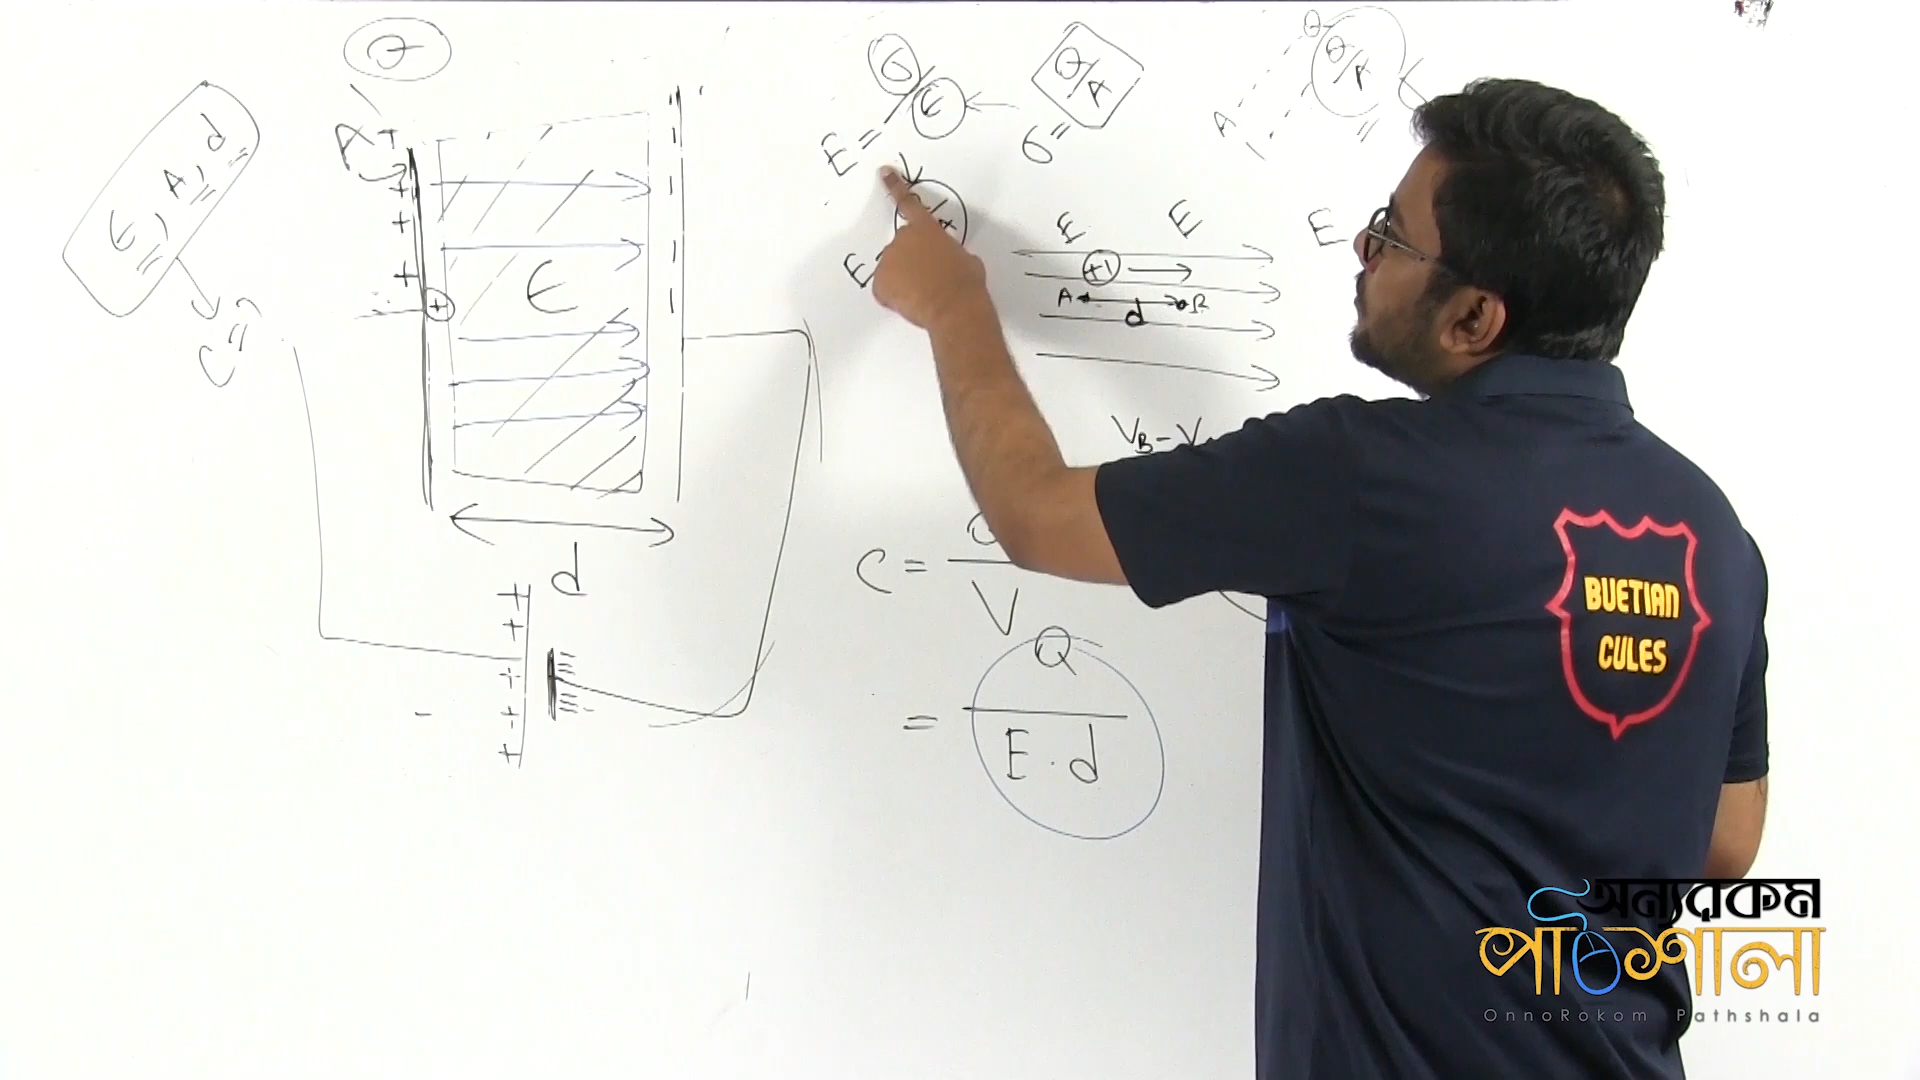 Q
A
+
+
+
+
+
ϵ
d
ϵ, A, d
C = ?
E = σ/ϵ
σ = Q/A
Q/A
A
E
E
E
+1
A d B
E
V_B - V
C =
V
= Q
E . d
+
+
+
+
+
-
BUETIAN
CULES
অন্যরকম
পাঠশালা
OnnoRokom Pathshala